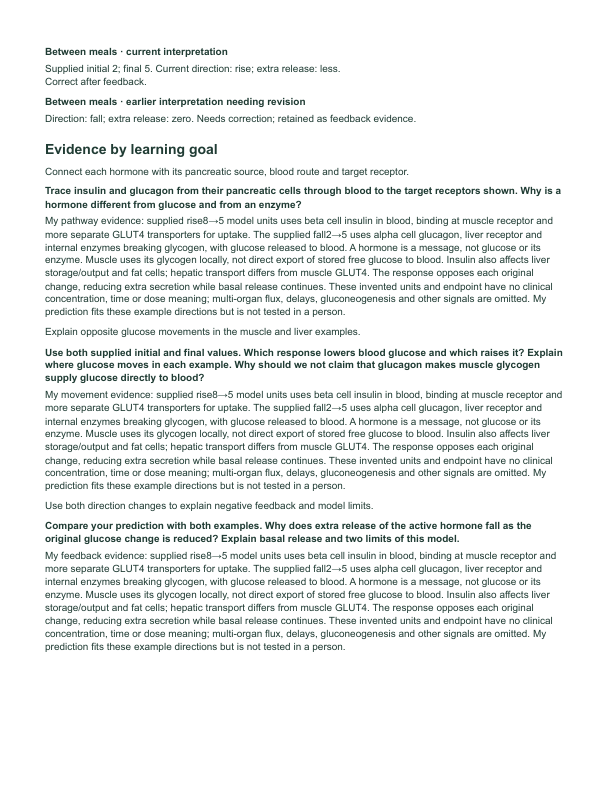 Between meals · current interpretation
Supplied initial 2; final 5. Current direction: rise; extra release: less.
Correct after feedback.
Between meals · earlier interpretation needing revision
Direction: fall; extra release: zero. Needs correction; retained as feedback evidence.
Evidence by learning goal
Connect each hormone with its pancreatic source, blood route and target receptor.
Trace insulin and glucagon from their pancreatic cells through blood to the target receptors shown. Why is a
hormone different from glucose and from an enzyme?
My pathway evidence: supplied rise8→5 model units uses beta cell insulin in blood, binding at muscle receptor and
more separate GLUT4 transporters for uptake. The supplied fall2→5 uses alpha cell glucagon, liver receptor and
internal enzymes breaking glycogen, with glucose released to blood. A hormone is a message, not glucose or its
enzyme. Muscle uses its glycogen locally, not direct export of stored free glucose to blood. Insulin also affects liver
storage/output and fat cells; hepatic transport differs from muscle GLUT4. The response opposes each original
change, reducing extra secretion while basal release continues. These invented units and endpoint have no clinical
concentration, time or dose meaning; multi-organ flux, delays, gluconeogenesis and other signals are omitted. My
prediction fits these example directions but is not tested in a person.
Explain opposite glucose movements in the muscle and liver examples.
Use both supplied initial and final values. Which response lowers blood glucose and which raises it? Explain
where glucose moves in each example. Why should we not claim that glucagon makes muscle glycogen
supply glucose directly to blood?
My movement evidence: supplied rise8→5 model units uses beta cell insulin in blood, binding at muscle receptor and
more separate GLUT4 transporters for uptake. The supplied fall2→5 uses alpha cell glucagon, liver receptor and
internal enzymes breaking glycogen, with glucose released to blood. A hormone is a message, not glucose or its
enzyme. Muscle uses its glycogen locally, not direct export of stored free glucose to blood. Insulin also affects liver
storage/output and fat cells; hepatic transport differs from muscle GLUT4. The response opposes each original
change, reducing extra secretion while basal release continues. These invented units and endpoint have no clinical
concentration, time or dose meaning; multi-organ flux, delays, gluconeogenesis and other signals are omitted. My
prediction fits these example directions but is not tested in a person.
Use both direction changes to explain negative feedback and model limits.
Compare your prediction with both examples. Why does extra release of the active hormone fall as the
original glucose change is reduced? Explain basal release and two limits of this model.
My feedback evidence: supplied rise8→5 model units uses beta cell insulin in blood, binding at muscle receptor and
more separate GLUT4 transporters for uptake. The supplied fall2→5 uses alpha cell glucagon, liver receptor and
internal enzymes breaking glycogen, with glucose released to blood. A hormone is a message, not glucose or its
enzyme. Muscle uses its glycogen locally, not direct export of stored free glucose to blood. Insulin also affects liver
storage/output and fat cells; hepatic transport differs from muscle GLUT4. The response opposes each original
change, reducing extra secretion while basal release continues. These invented units and endpoint have no clinical
concentration, time or dose meaning; multi-organ flux, delays, gluconeogenesis and other signals are omitted. My
prediction fits these example directions but is not tested in a person.